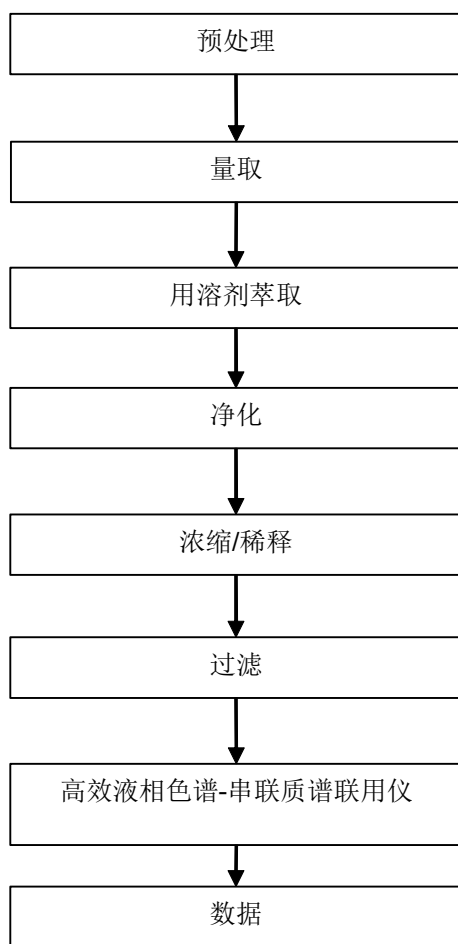 预处理
量取
用溶剂萃取
净化
浓缩/稀释
过滤
高效液相色谱-串联质谱联用仪
数据